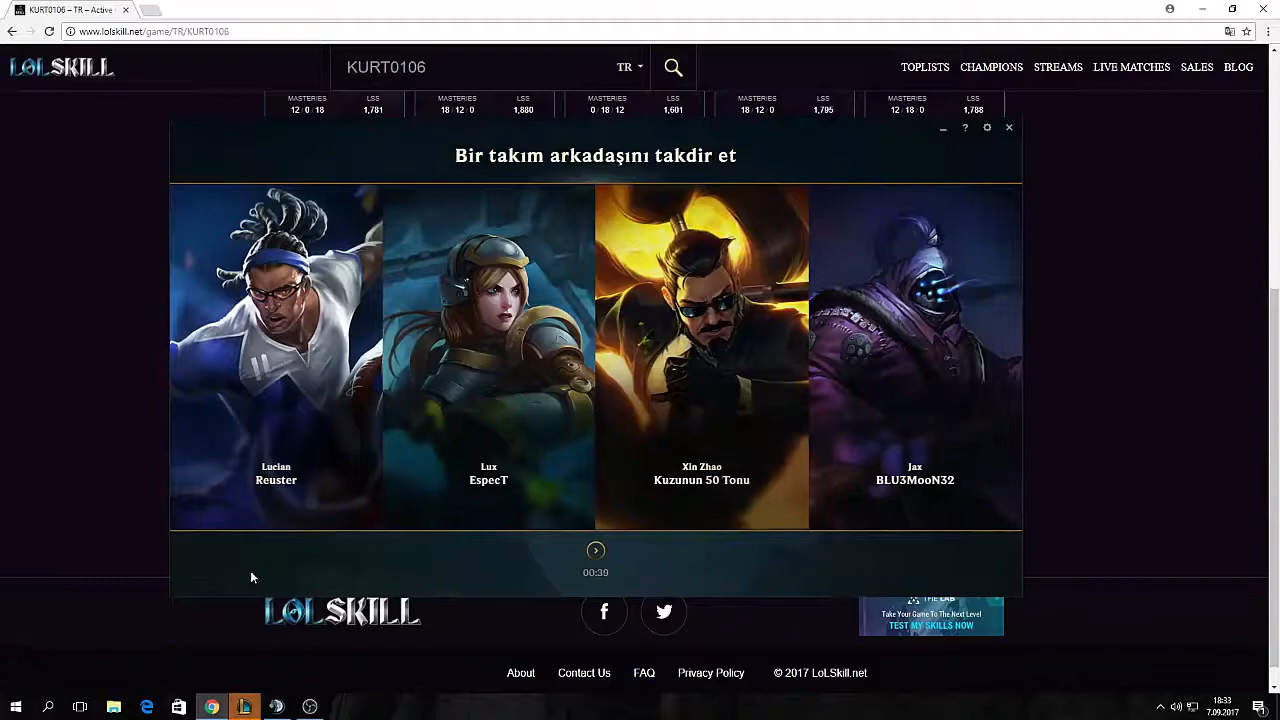 KURT0106 – TR – Active
www.lolskill.net/game/TR/KURT0106
LOLSKILL
KURT0106
TR
TOPLISTS CHAMPIONS STREAMS LIVE MATCHES SALES BLOG
MASTERIES LSS MASTERIES LSS MASTERIES LSS MASTERIES LSS MASTERIES LSS
12/0/18 1,781 18/12/0 1,880 0/18/12 1,601 18/12/0 1,795 12/18/0 1,788
Bir takım arkadaşını takdir et
Lucian Lux Xin Zhao Jax
Reuster EspecT Kuzunun 50 Tonu BLU3MooN32
00:39
LOLSKILL
THE LAB
Take Your Game To The Next Level
TEST MY SKILLS NOW
About Contact Us FAQ Privacy Policy © 2017 LoLSkill.net
18:33
7.09.2017